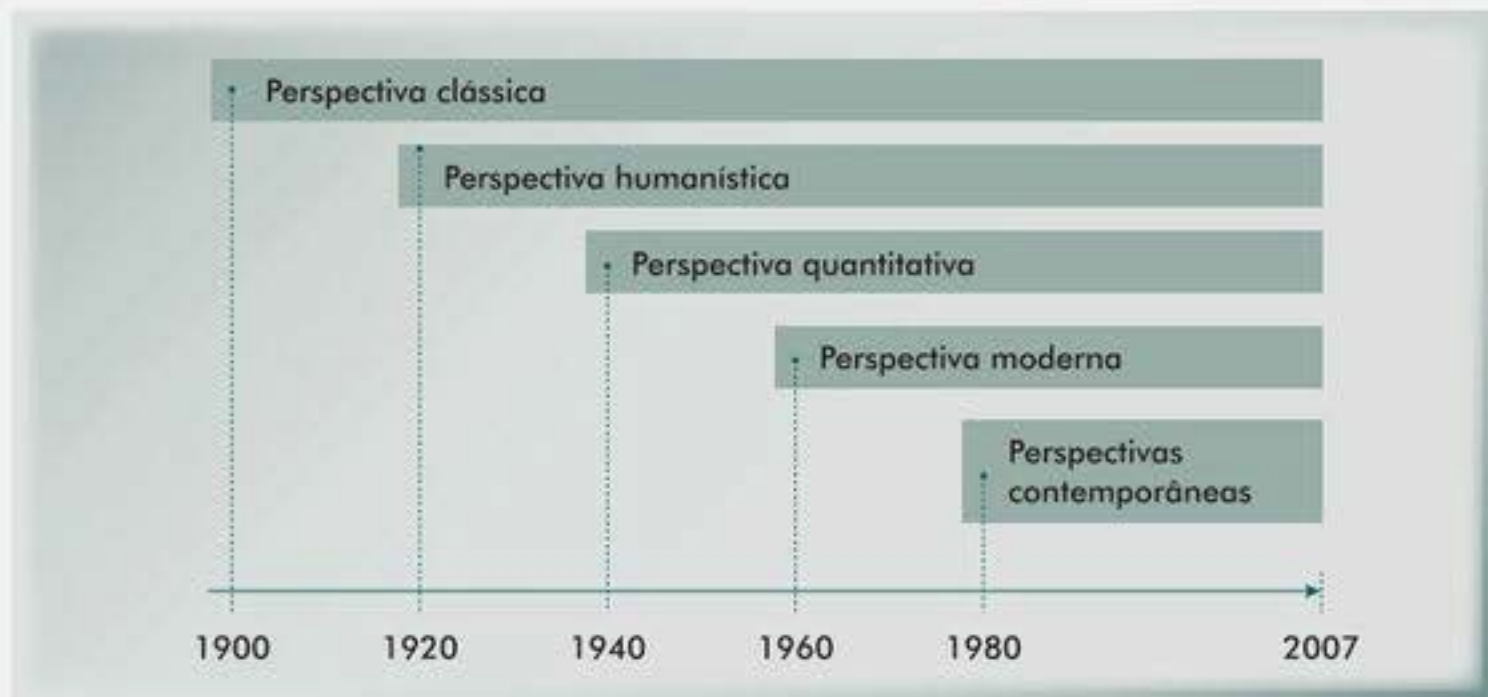 Perspectiva clássica
Perspectiva humanística
Perspectiva quantitativa
Perspectiva moderna
Perspectivas
contemporâneas
1900 1920 1940 1960 1980 2007